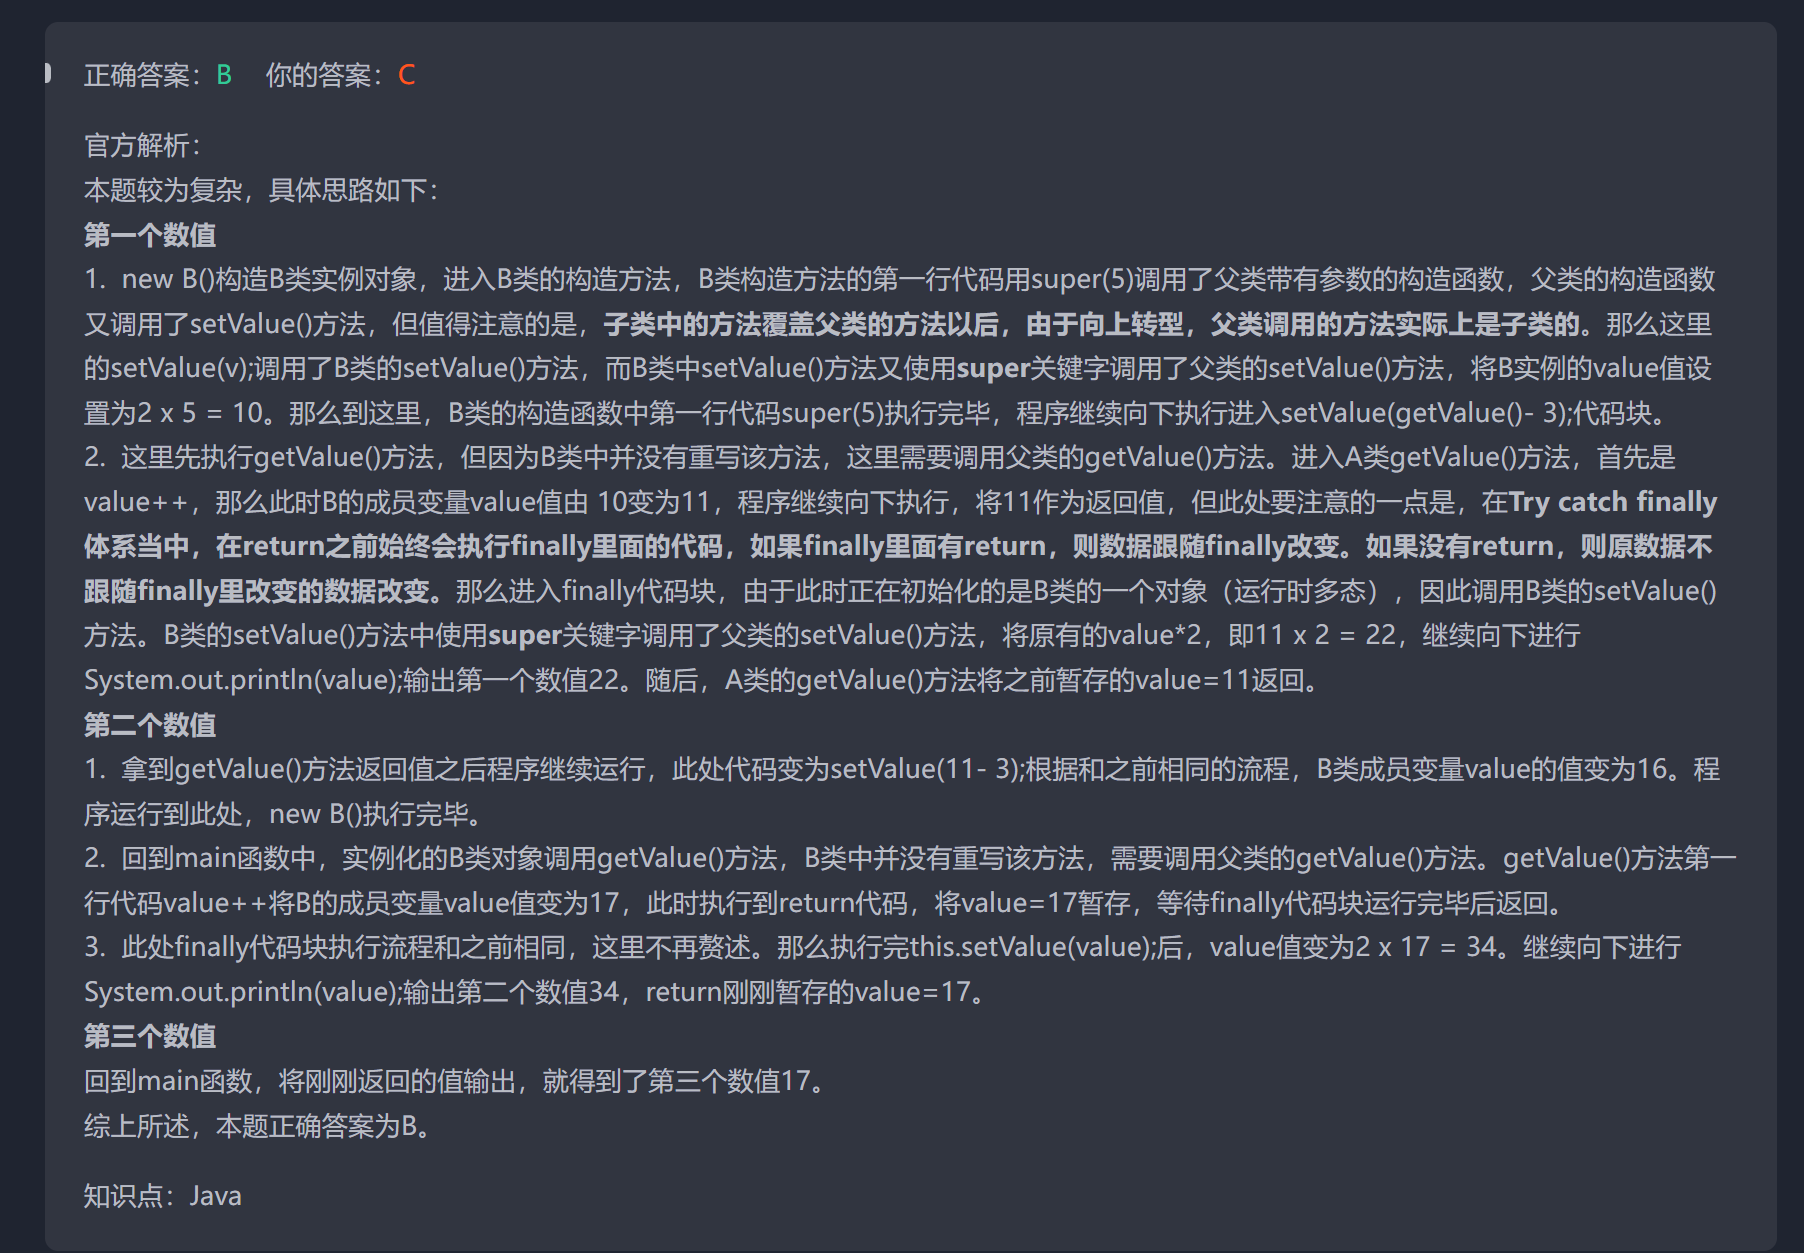 正确答案：B 你的答案：C
官方解析：
本题较为复杂，具体思路如下：
第一个数值
1. new B()构造B类实例对象，进入B类的构造方法，B类构造方法的第一行代码用super(5)调用了父类带有参数的构造函数，父类的构造函数
又调用了setValue()方法，但值得注意的是，子类中的方法覆盖父类的方法以后，由于向上转型，父类调用的方法实际上是子类的。那么这里
的setValue(v);调用了B类的setValue()方法，而B类中setValue()方法又使用super关键字调用了父类的setValue()方法，将B实例的value值设
置为2 x 5 = 10。那么到这里，B类的构造函数中第一行代码super(5)执行完毕，程序继续向下执行进入setValue(getValue()- 3);代码块。
2. 这里先执行getValue()方法，但因为B类中并没有重写该方法，这里需要调用父类的getValue()方法。进入A类getValue()方法，首先是
value++，那么此时B的成员变量value值由 10变为11，程序继续向下执行，将11作为返回值，但此处要注意的一点是，在Try catch finally
体系当中，在return之前始终会执行finally里面的代码，如果finally里面有return，则数据跟随finally改变。如果没有return，则原数据不
跟随finally里改变的数据改变。那么进入finally代码块，由于此时正在初始化的是B类的一个对象（运行时多态），因此调用B类的setValue()
方法。B类的setValue()方法中使用super关键字调用了父类的setValue()方法，将原有的value*2，即11 x 2 = 22，继续向下进行
System.out.println(value);输出第一个数值22。随后，A类的getValue()方法将之前暂存的value=11返回。
第二个数值
1. 拿到getValue()方法返回值之后程序继续运行，此处代码变为setValue(11- 3);根据和之前相同的流程，B类成员变量value的值变为16。程
序运行到此处，new B()执行完毕。
2. 回到main函数中，实例化的B类对象调用getValue()方法，B类中并没有重写该方法，需要调用父类的getValue()方法。getValue()方法第一
行代码value++将B的成员变量value值变为17，此时执行到return代码，将value=17暂存，等待finally代码块运行完毕后返回。
3. 此处finally代码块执行流程和之前相同，这里不再赘述。那么执行完this.setValue(value);后，value值变为2 x 17 = 34。继续向下进行
System.out.println(value);输出第二个数值34，return刚刚暂存的value=17。
第三个数值
回到main函数，将刚刚返回的值输出，就得到了第三个数值17。
综上所述，本题正确答案为B。
知识点：Java